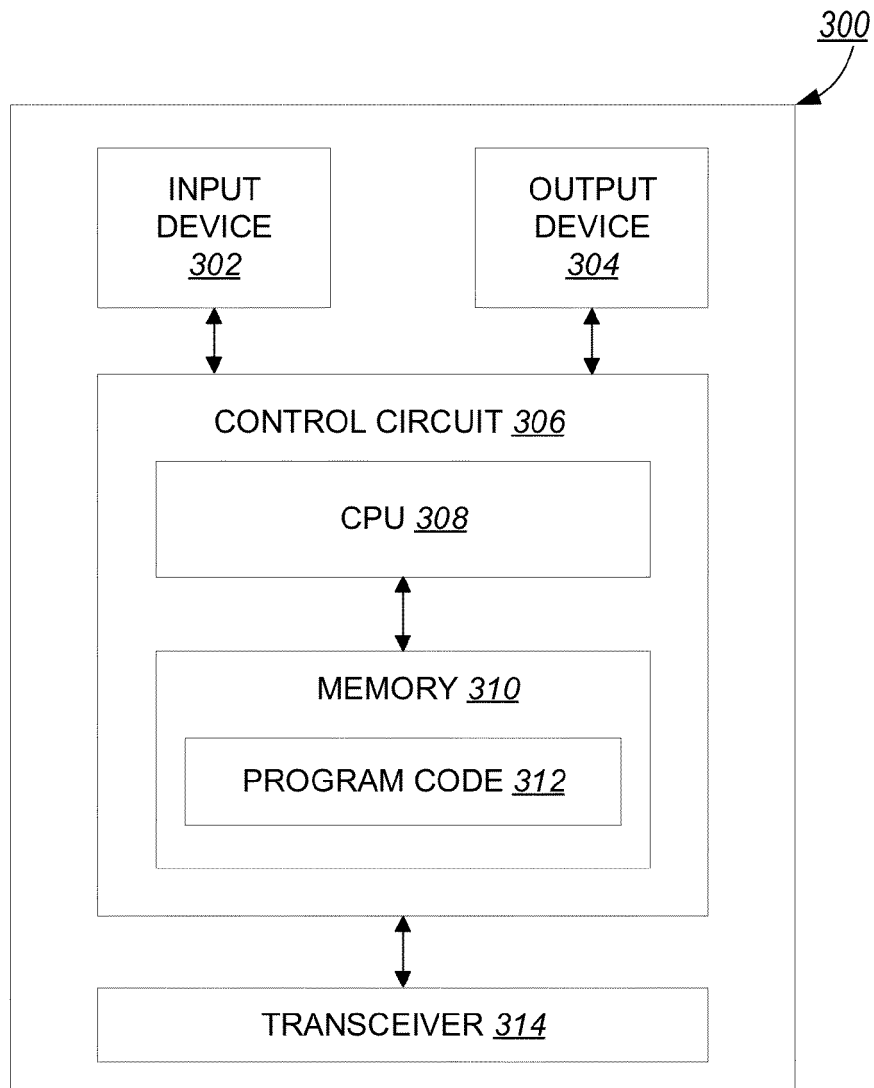 300
INPUT
DEVICE
302
OUTPUT
DEVICE
304
CONTROL CIRCUIT 306
CPU 308
MEMORY 310
PROGRAM CODE 312
TRANSCEIVER 314